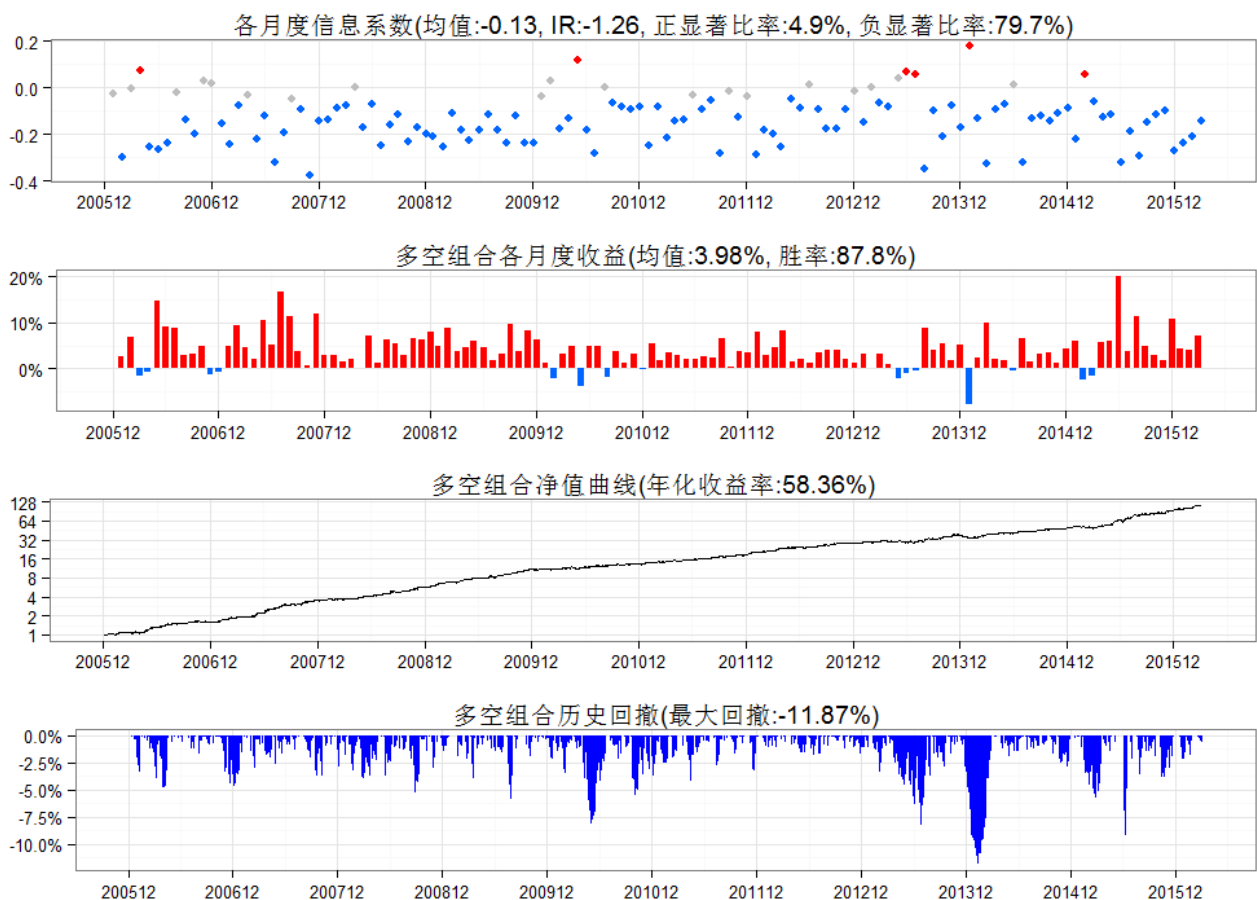 各月度信息系数(均值:-0.13, IR:-1.26, 正显著比率:4.9%, 负显著比率:79.7%)
0.2
0.0
-0.2
-0.4
200512 200612 200712 200812 200912 201012 201112 201212 201312 201412 201512
多空组合各月度收益(均值:3.98%, 胜率:87.8%)
20%
10%
0%
200512 200612 200712 200812 200912 201012 201112 201212 201312 201412 201512
多空组合净值曲线(年化收益率:58.36%)
128
64
32
16
8
4
2
1
200512 200612 200712 200812 200912 201012 201112 201212 201312 201412 201512
多空组合历史回撤(最大回撤:-11.87%)
0.0%
-2.5%
-5.0%
-7.5%
-10.0%
200512 200612 200712 200812 200912 201012 201112 201212 201312 201412 201512